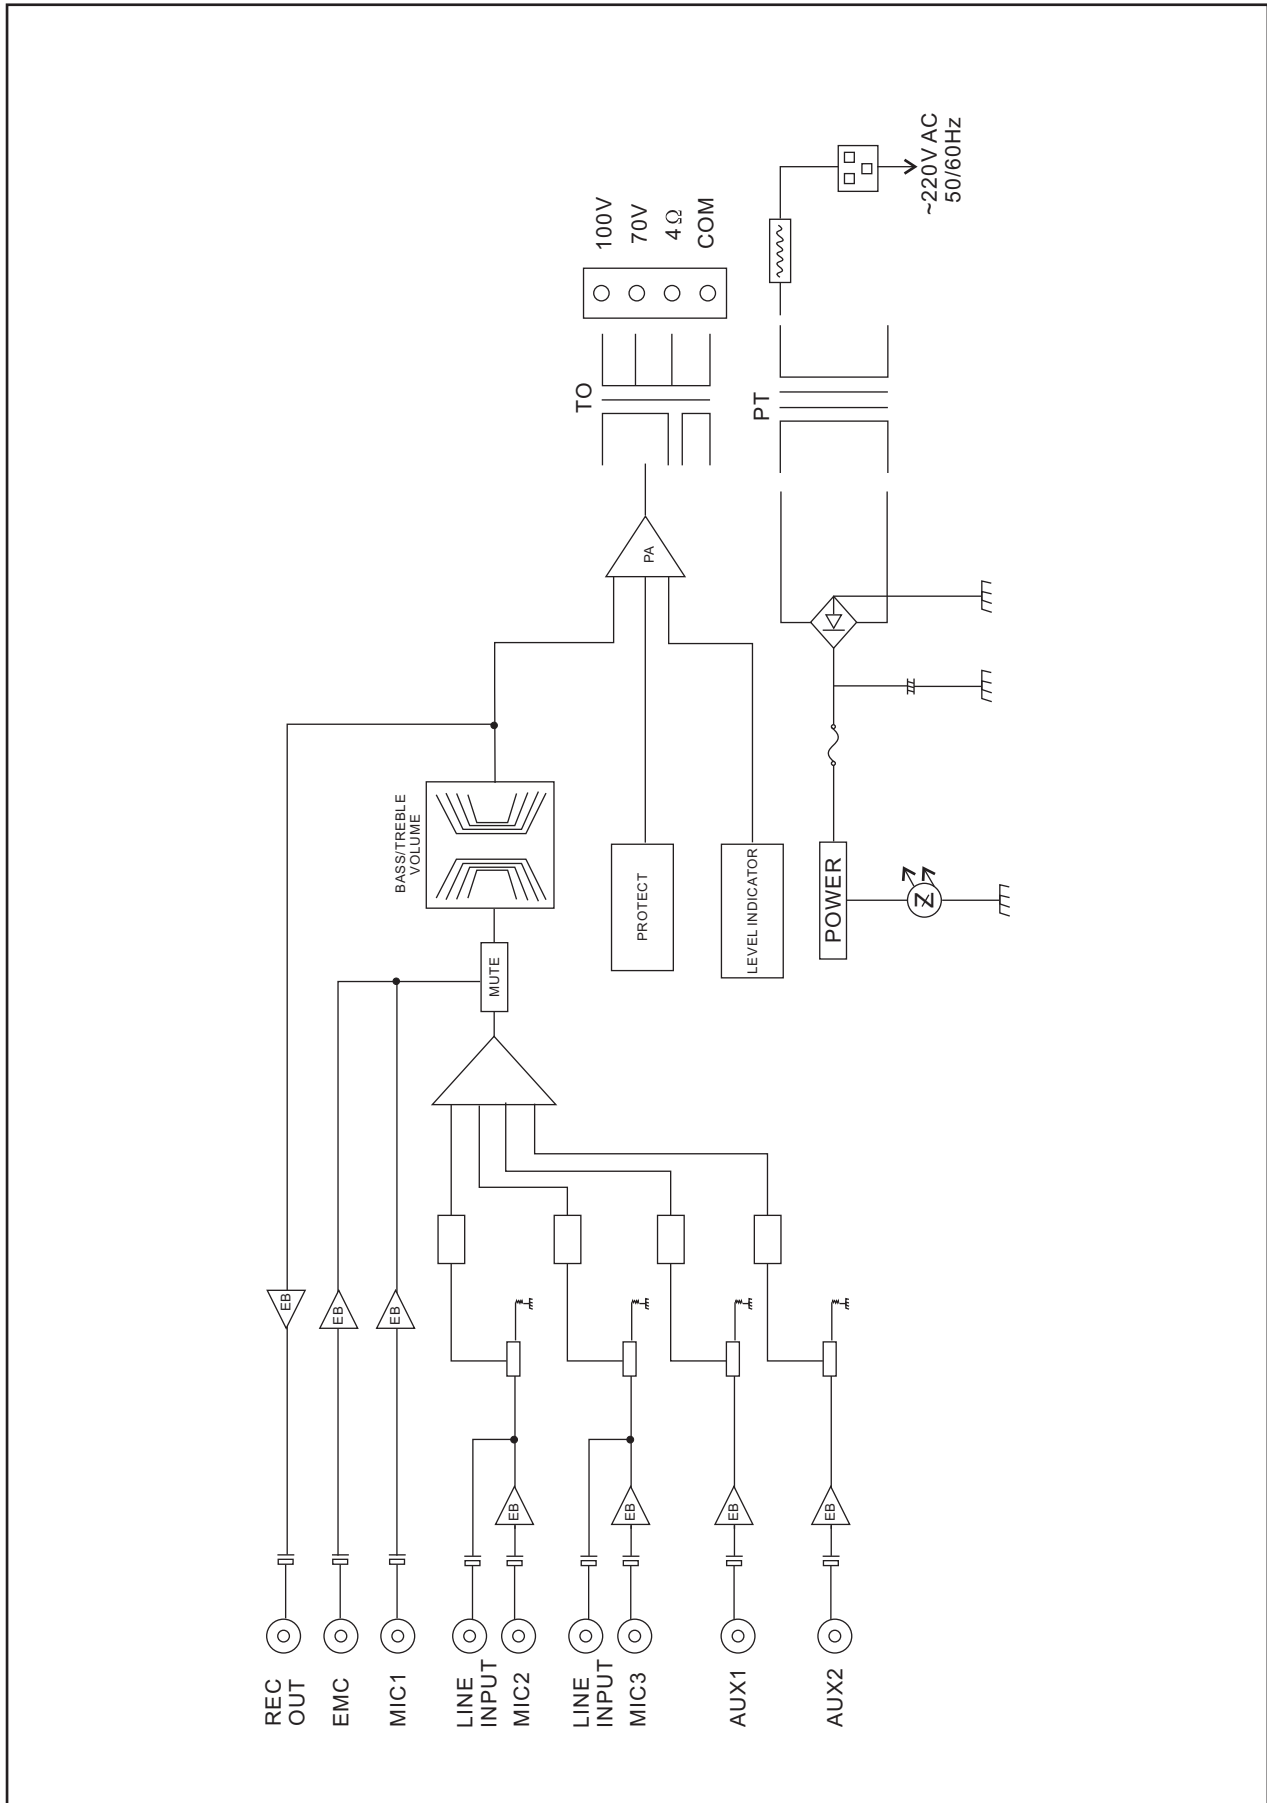 REC
OUT
EMC
MIC1
LINE
INPUT
MIC2
LINE
INPUT
MIC3
AUX1
AUX2
EB
EB
EB
EB
EB
EB
EB
MUTE
BASS/TREBLE
VOLUME
PROTECT
LEVEL INDICATOR
POWER
PA
TO
PT
100V
70V
4 Ω
COM
~220V AC
50/60Hz